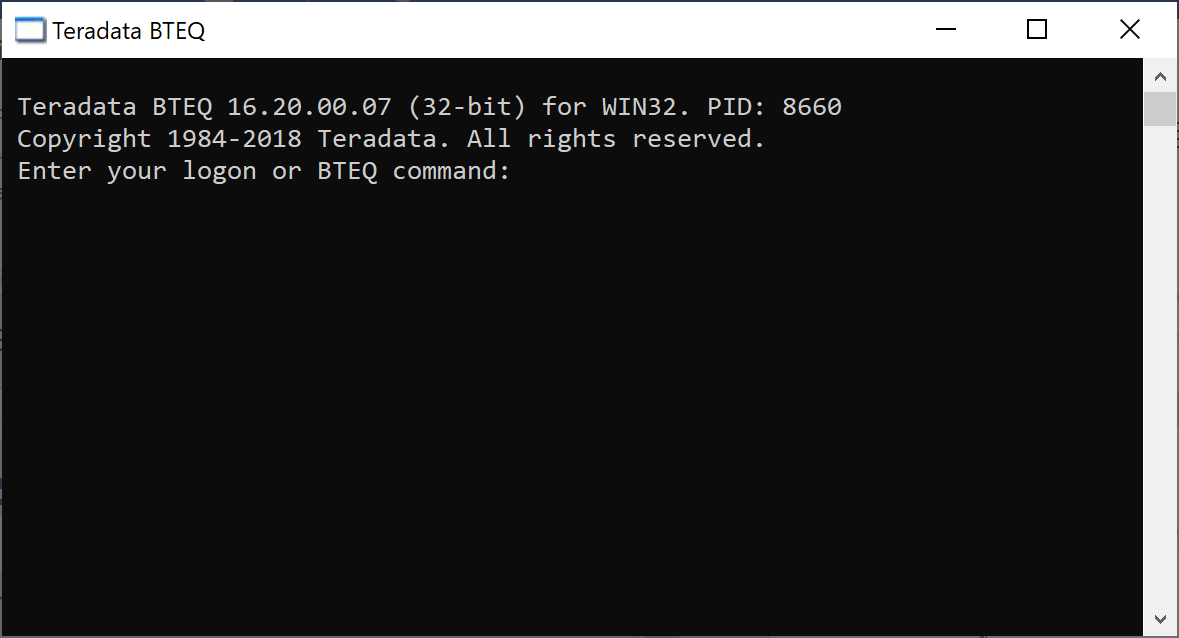 Teradata BTEQ
Teradata BTEQ 16.20.00.07 (32-bit) for WIN32. PID: 8660
Copyright 1984-2018 Teradata. All rights reserved.
Enter your logon or BTEQ command: